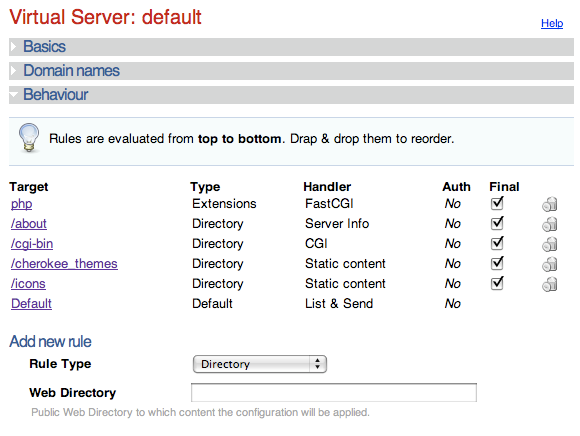 Virtual Server: default
Help
Basics
Domain names
Behaviour
Rules are evaluated from top to bottom. Drap & drop them to reorder.
Target Type Handler Auth Final
php Extensions FastCGI No
/about Directory Server Info No
/cgi-bin Directory CGI No
/cherokee_themes Directory Static content No
/icons Directory Static content No
Default Default List & Send No
Add new rule
Rule Type Directory
Web Directory
Public Web Directory to which content the configuration will be applied.